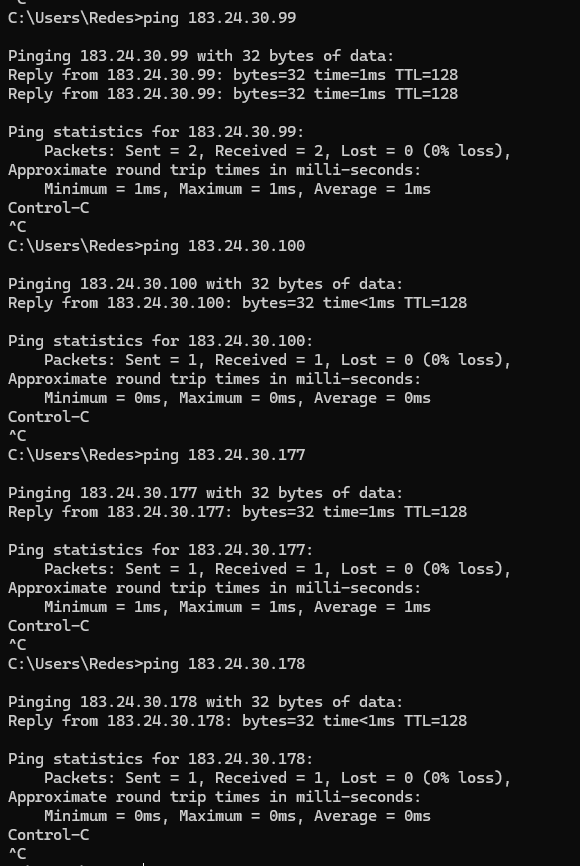 ^C
C:\Users\Redes>ping 183.24.30.99
Pinging 183.24.30.99 with 32 bytes of data:
Reply from 183.24.30.99: bytes=32 time=1ms TTL=128
Reply from 183.24.30.99: bytes=32 time=1ms TTL=128
Ping statistics for 183.24.30.99:
    Packets: Sent = 2, Received = 2, Lost = 0 (0% loss),
Approximate round trip times in milli-seconds:
    Minimum = 1ms, Maximum = 1ms, Average = 1ms
Control-C
^C
C:\Users\Redes>ping 183.24.30.100
Pinging 183.24.30.100 with 32 bytes of data:
Reply from 183.24.30.100: bytes=32 time<1ms TTL=128
Ping statistics for 183.24.30.100:
    Packets: Sent = 1, Received = 1, Lost = 0 (0% loss),
Approximate round trip times in milli-seconds:
    Minimum = 0ms, Maximum = 0ms, Average = 0ms
Control-C
^C
C:\Users\Redes>ping 183.24.30.177
Pinging 183.24.30.177 with 32 bytes of data:
Reply from 183.24.30.177: bytes=32 time=1ms TTL=128
Ping statistics for 183.24.30.177:
    Packets: Sent = 1, Received = 1, Lost = 0 (0% loss),
Approximate round trip times in milli-seconds:
    Minimum = 1ms, Maximum = 1ms, Average = 1ms
Control-C
^C
C:\Users\Redes>ping 183.24.30.178
Pinging 183.24.30.178 with 32 bytes of data:
Reply from 183.24.30.178: bytes=32 time<1ms TTL=128
Ping statistics for 183.24.30.178:
    Packets: Sent = 1, Received = 1, Lost = 0 (0% loss),
Approximate round trip times in milli-seconds:
    Minimum = 0ms, Maximum = 0ms, Average = 0ms
Control-C
^C